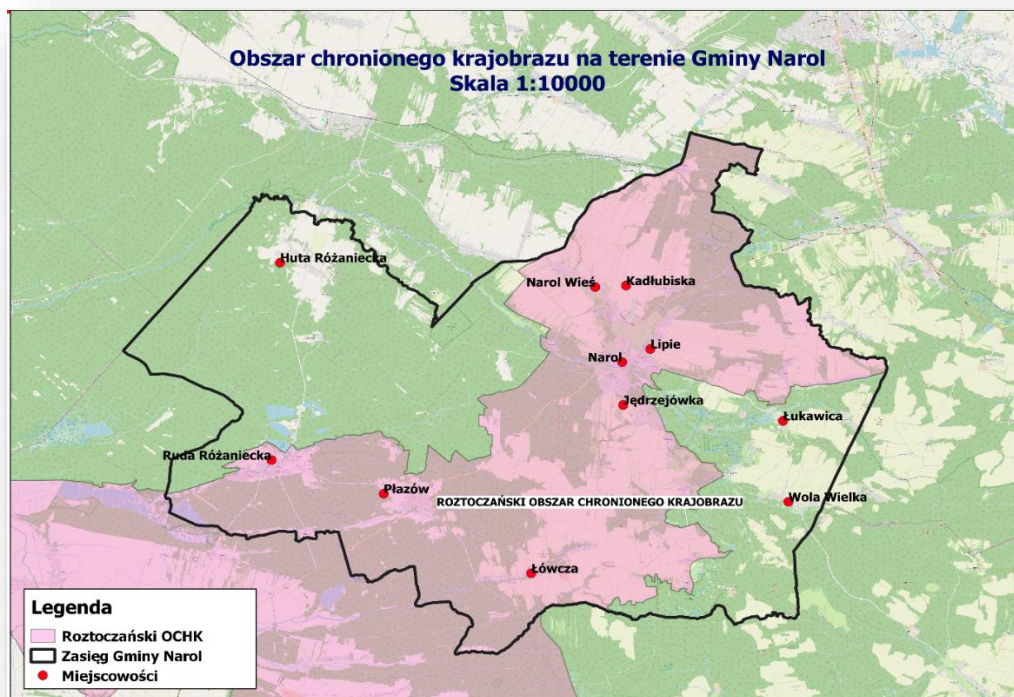 Obszar chronionego krajobrazu na terenie Gminy Narol
Skala 1:10000
Huta Różaniecka
Narol Wieś
Kadłubiska
Lipie
Narol
Jędrzejówka
Łukawica
Ruda Różaniecka
Płazów
ROZTOCZAŃSKI OBSZAR CHRONIONEGO KRAJOBRAZU
Wola Wielka
Łówcza
Legenda
Roztoczański OCHK
Zasięg Gminy Narol
Miejscowości